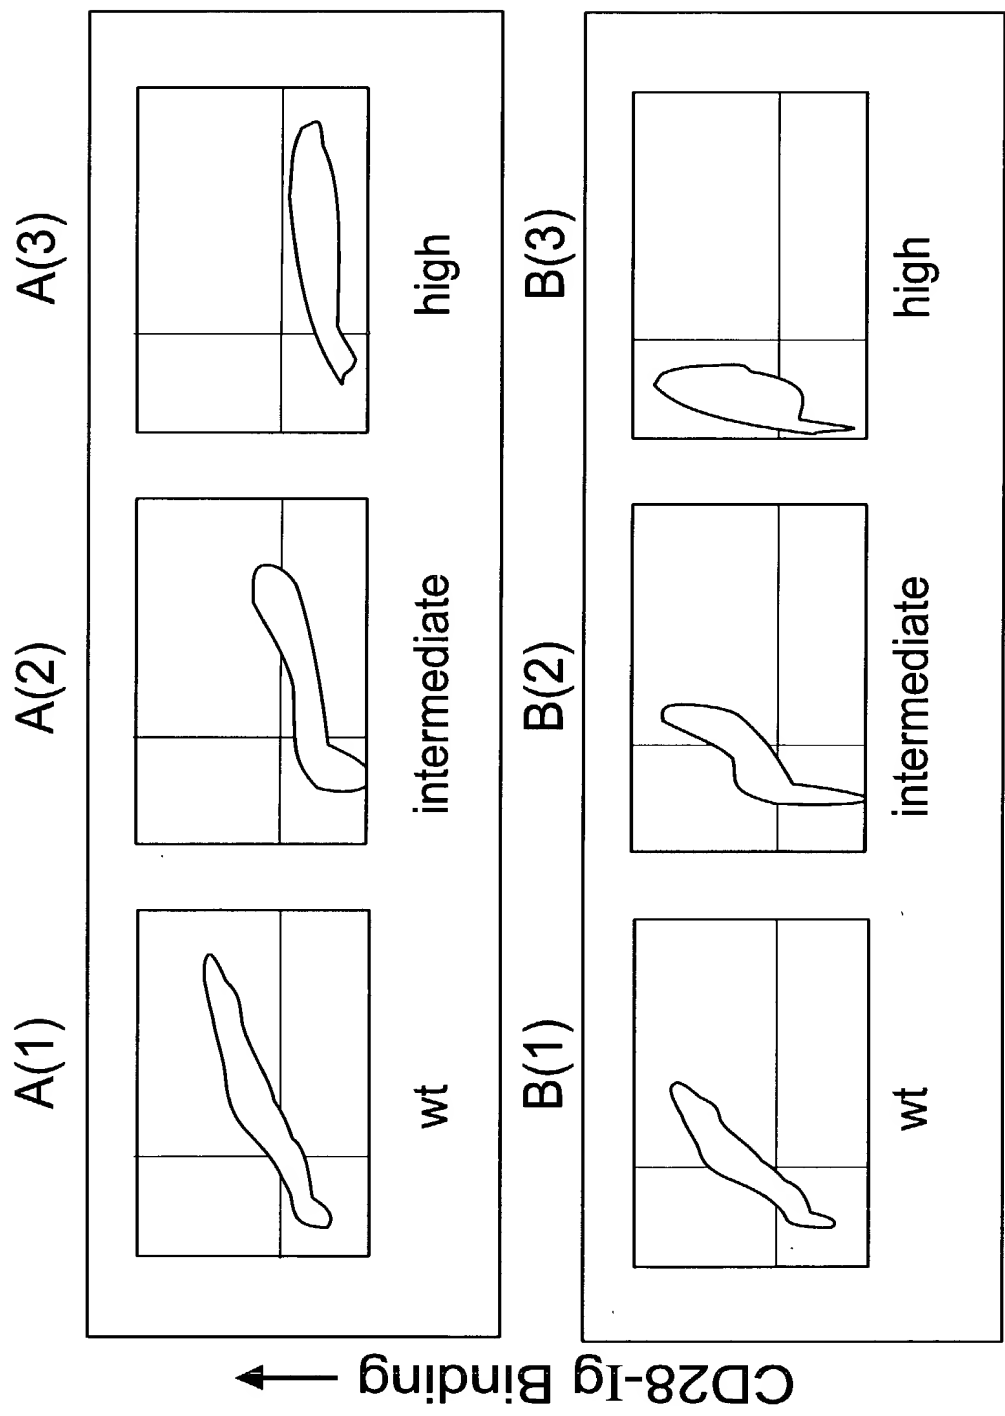 A(1)
A(2)
A(3)
wt
intermediate
high
B(1)
B(2)
B(3)
wt
intermediate
high
CD28-Ig Binding